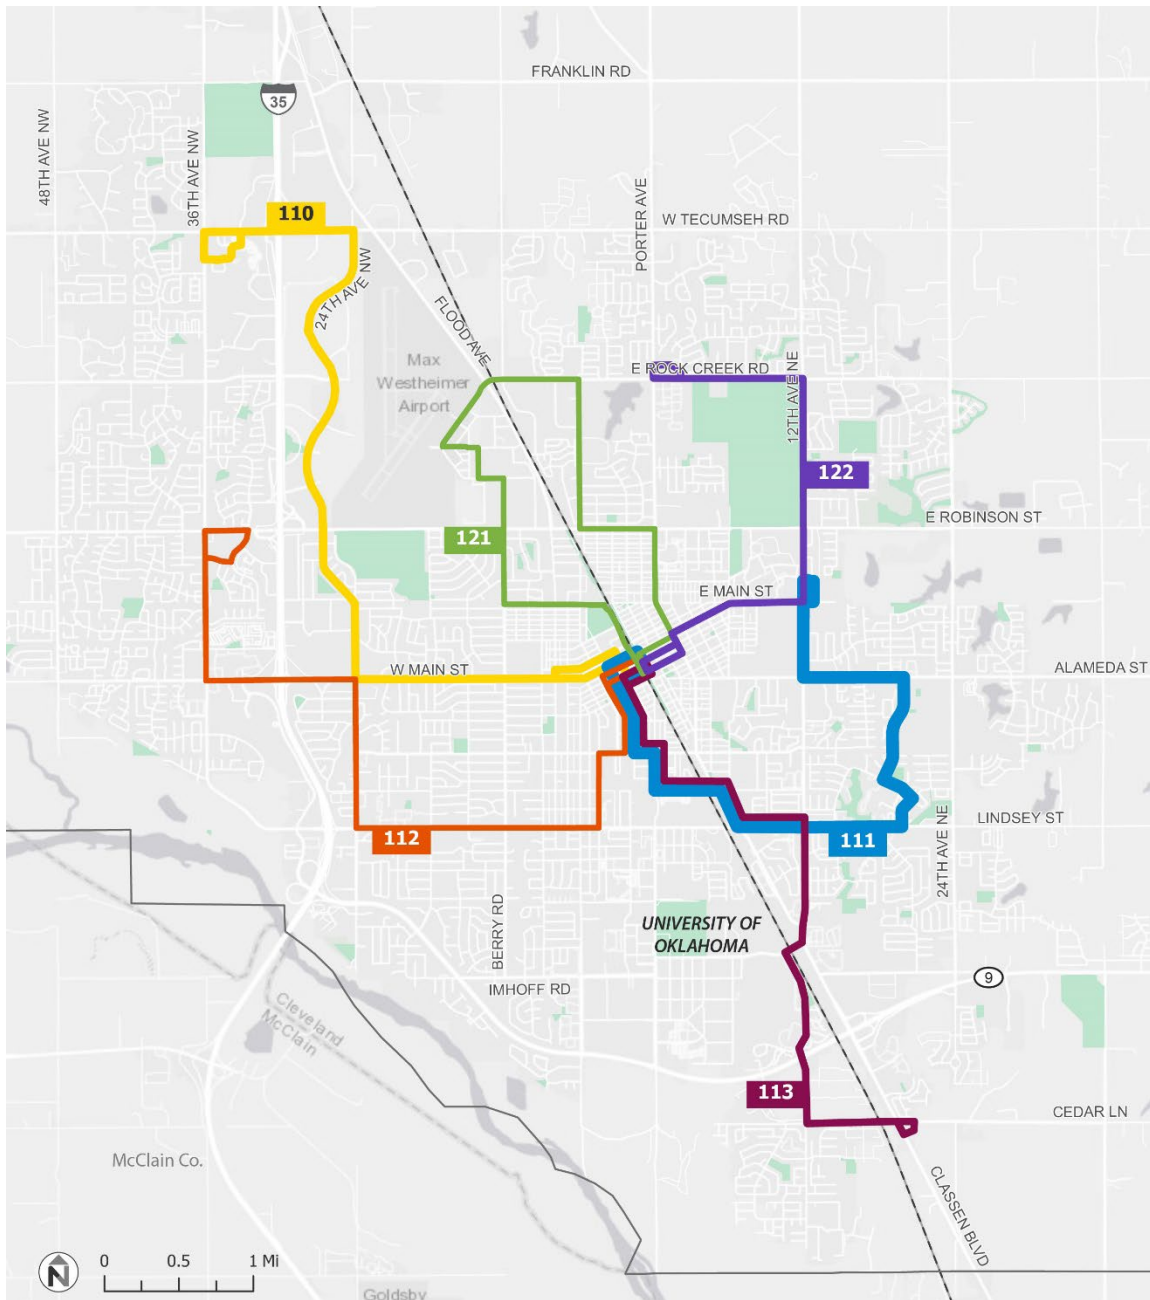 FRANKLIN RD
35
48TH AVE NW
36TH AVE NW
110
PORTER AVE
W TECUMSEH RD
24TH AVE NW
FLOOD AVE
Max
Westheimer
Airport
E ROCK CREEK RD
12TH AVE NE
122
E ROBINSON ST
121
E MAIN ST
W MAIN ST
ALAMEDA ST
LINDSEY ST
112
111
24TH AVE NE
BERRY RD
UNIVERSITY OF
OKLAHOMA
IMHOFF RD
9
Cleveland
McClain
113
CEDAR LN
McClain Co.
CLASSEN BLVD
N
0 0.5 1 Mi
Goldsby